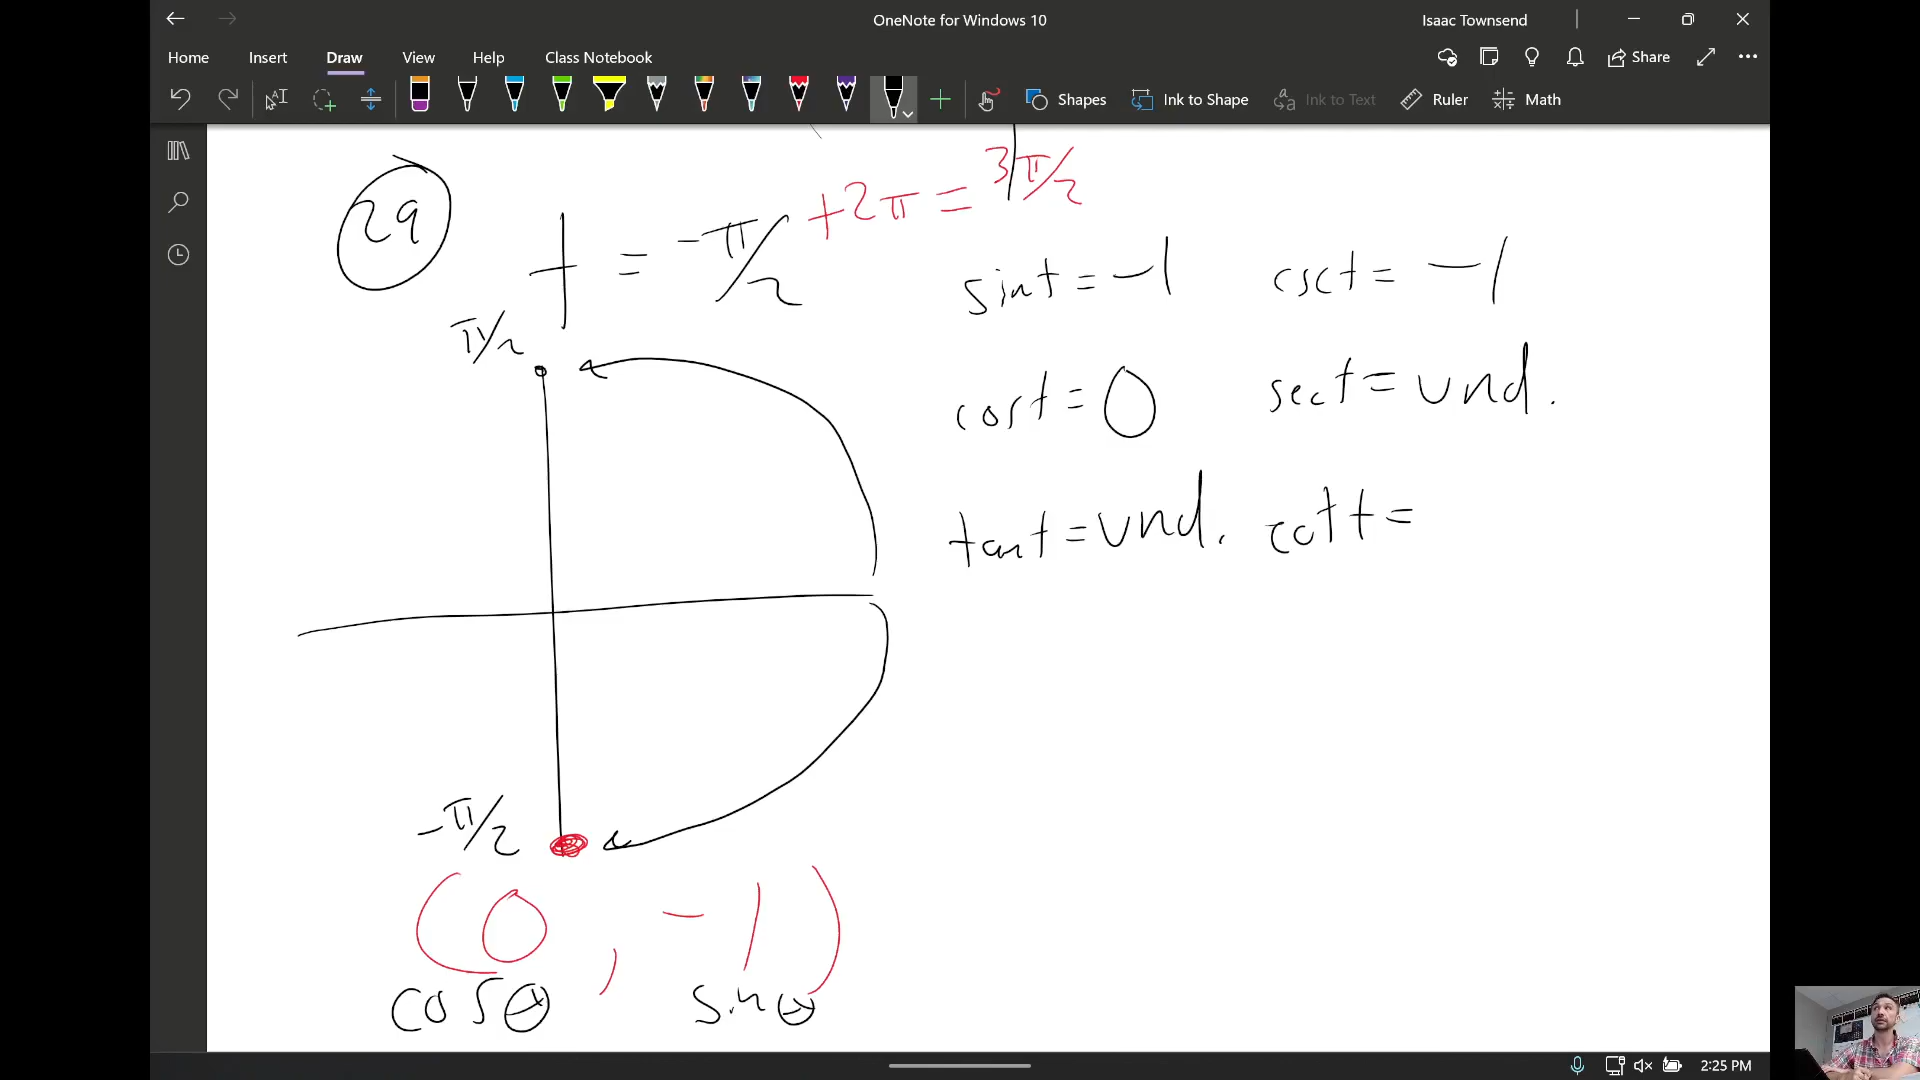 OneNote for Windows 10
Isaac Townsend
Home Insert Draw View Help Class Notebook
Share
Shapes Ink to Shape Ink to Text Ruler Math
29
t = -π/2 +2π = 3π/2
sin t = -1 csc t = -1
π/2
cos t = 0 sec t = und.
tan t = und. cot t =
-π/2
(0, -1)
cosθ sinθ
2:25 PM